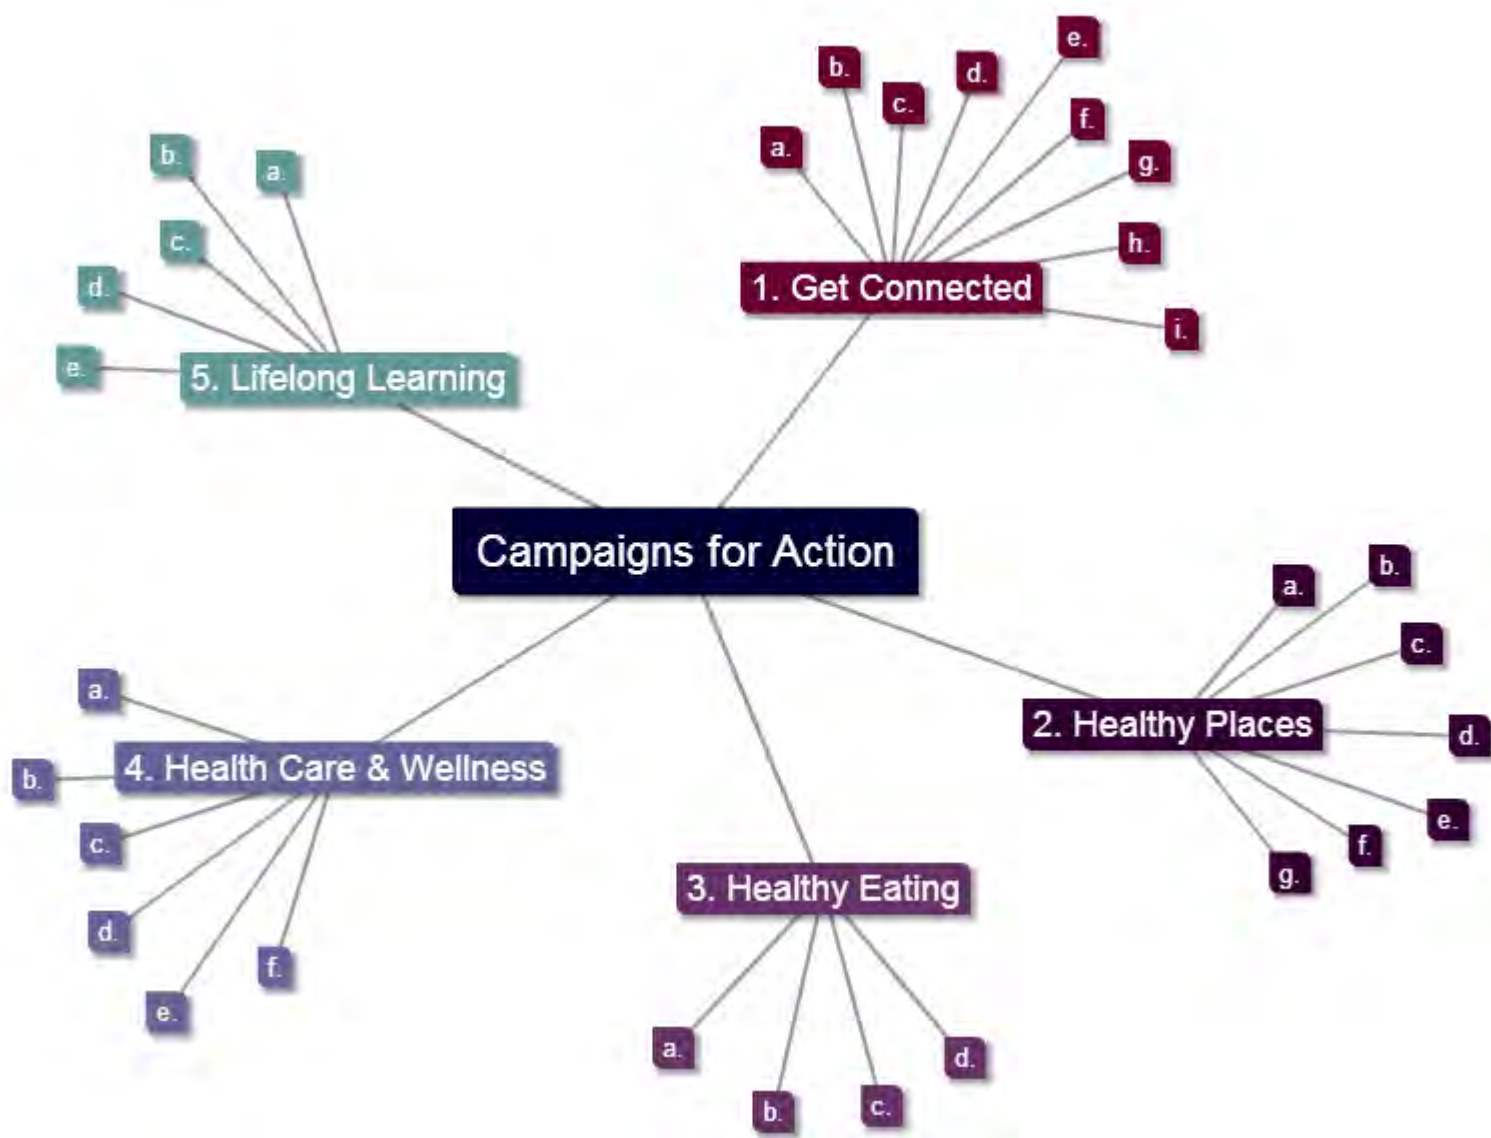 Campaigns for Action
1. Get Connected
a.
b.
c.
d.
e.
f.
g.
h.
i.
2. Healthy Places
a.
b.
c.
d.
e.
f.
g.
3. Healthy Eating
a.
b.
c.
d.
4. Health Care & Wellness
a.
b.
c.
d.
e.
f.
5. Lifelong Learning
a.
b.
c.
d.
e.